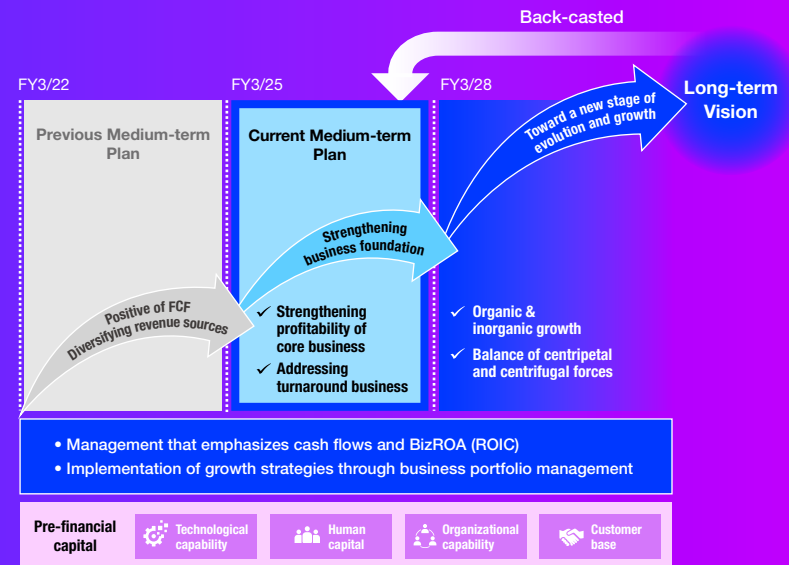 Back-casted
FY3/22
FY3/25
FY3/28
Long-term
Vision
Previous Medium-term
Plan
Current Medium-term
Plan
Toward a new stage of
evolution and growth
Strengthening
business foundation
Positive of FCF
Diversifying revenue sources
✓ Strengthening
profitability of
core business
✓ Addressing
turnaround business
✓ Organic &
inorganic growth
✓ Balance of centripetal
and centrifugal forces
• Management that emphasizes cash flows and BizROA (ROIC)
• Implementation of growth strategies through business portfolio management
Pre-financial
capital
Technological
capability
Human
capital
Organizational
capability
Customer
base